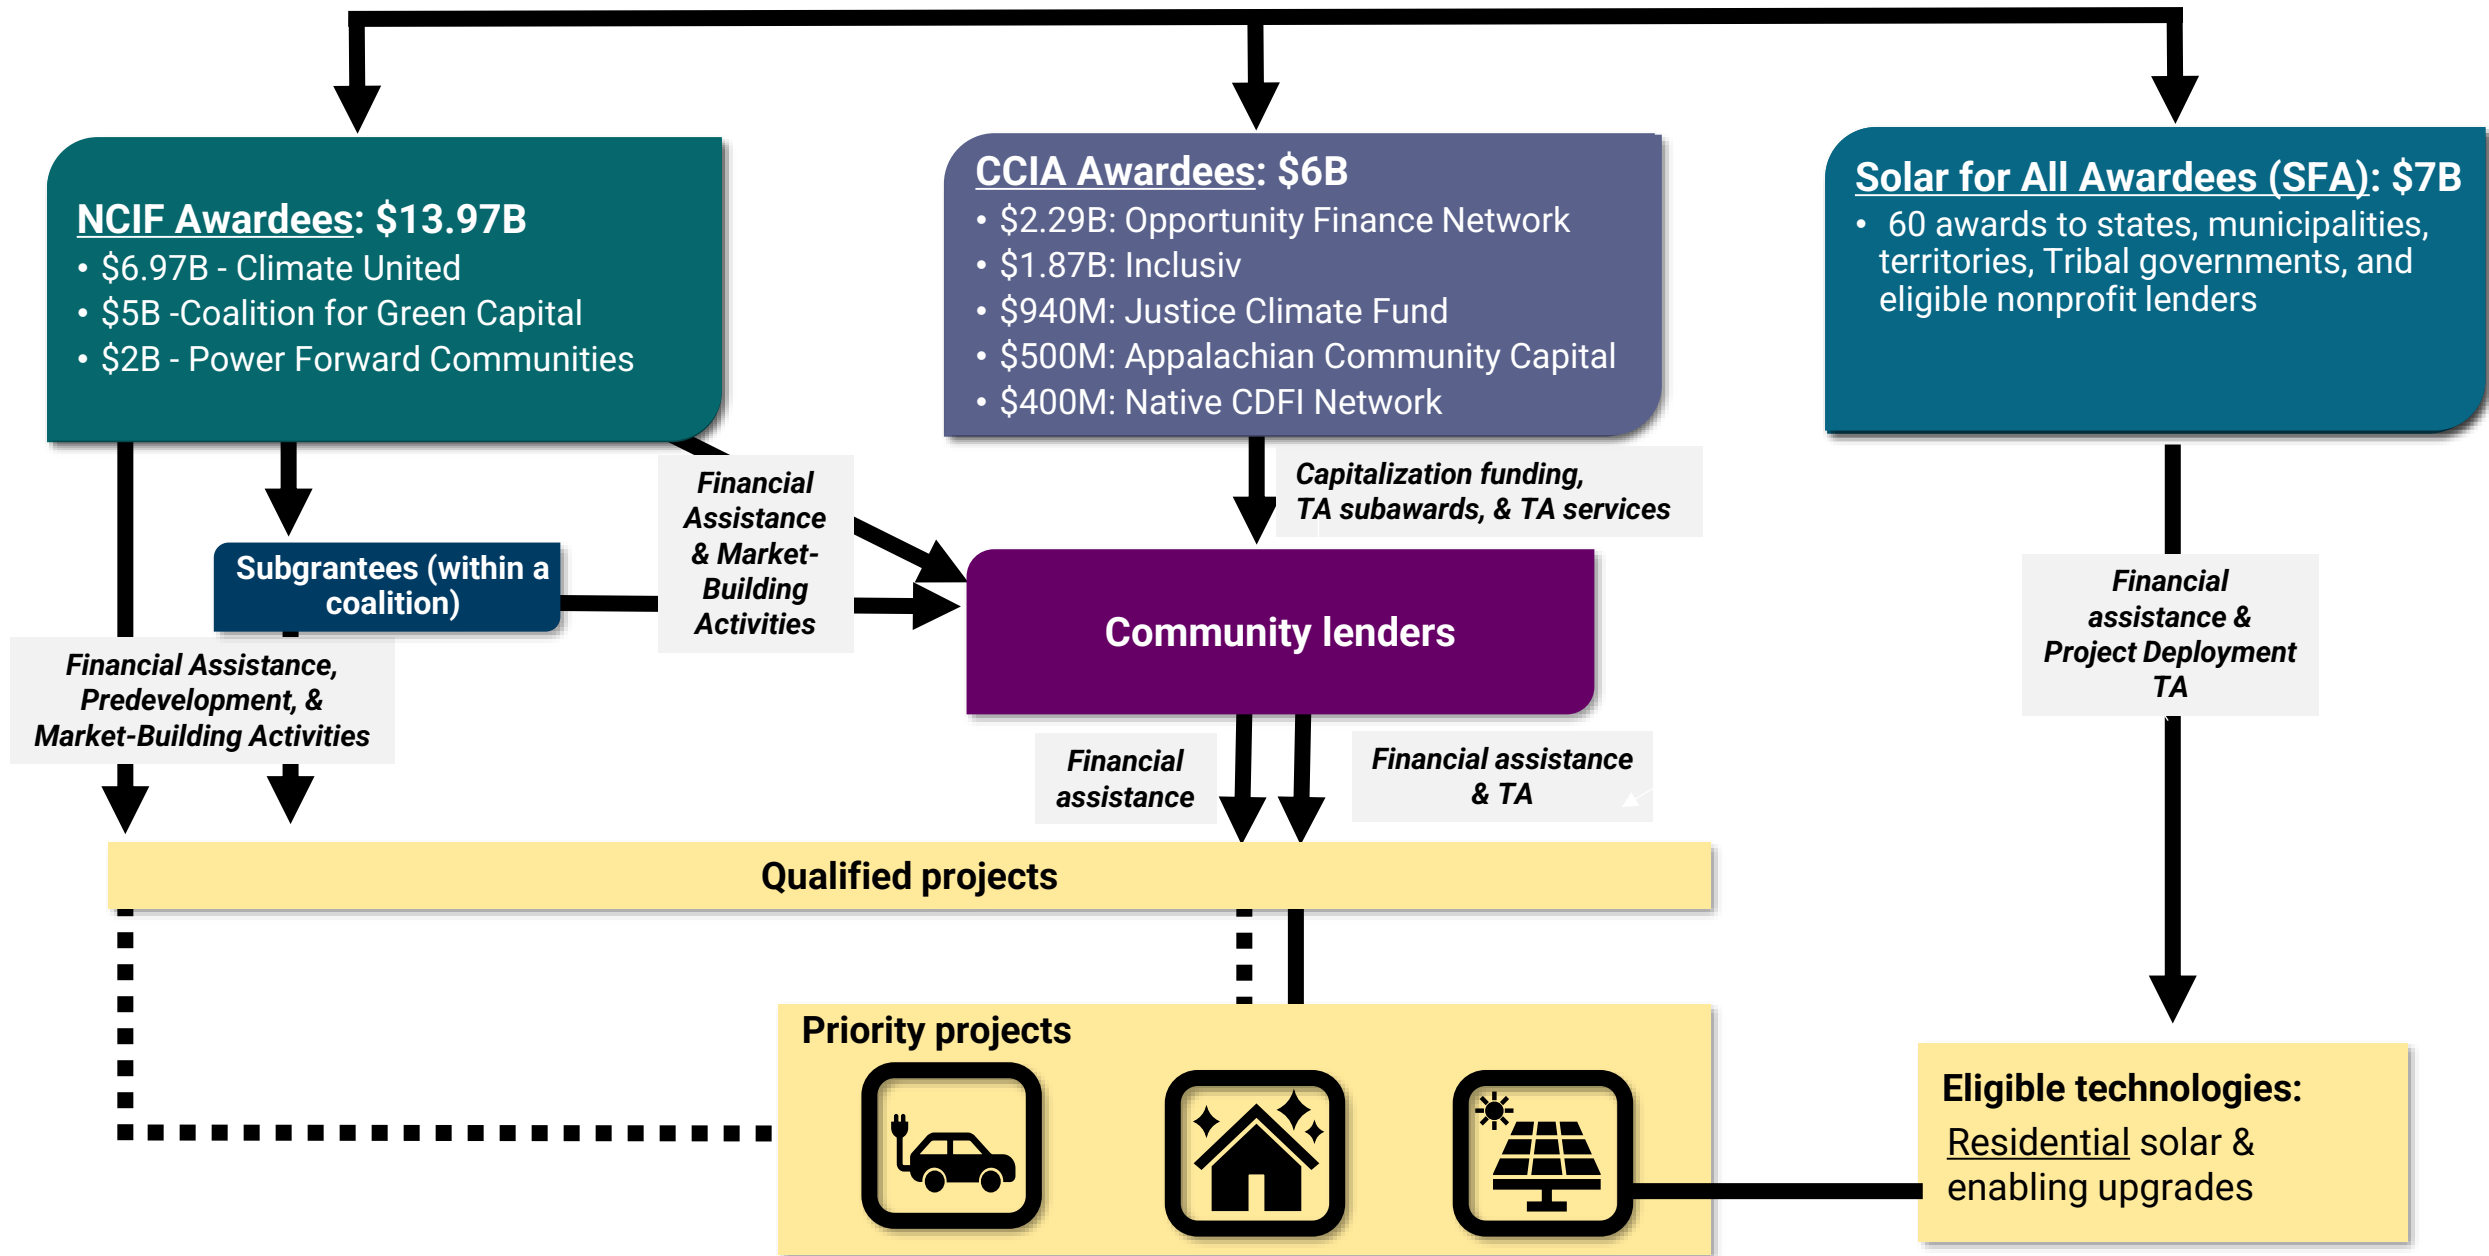 NCIF Awardees: $13.97B
• $6.97B - Climate United
• $5B -Coalition for Green Capital
• $2B - Power Forward Communities
CCIA Awardees: $6B
• $2.29B: Opportunity Finance Network
• $1.87B: Inclusiv
• $940M: Justice Climate Fund
• $500M: Appalachian Community Capital
• $400M: Native CDFI Network
Solar for All Awardees (SFA): $7B
• 60 awards to states, municipalities,
territories, Tribal governments, and
eligible nonprofit lenders
Financial
Assistance
& Market-
Building
Activities
Capitalization funding,
TA subawards, & TA services
Subgrantees (within a
coalition)
Community lenders
Financial
assistance &
Project Deployment
TA
Financial Assistance,
Predevelopment, &
Market-Building Activities
Financial
assistance
Financial assistance
& TA
Qualified projects
Priority projects
Eligible technologies:
Residential solar &
enabling upgrades